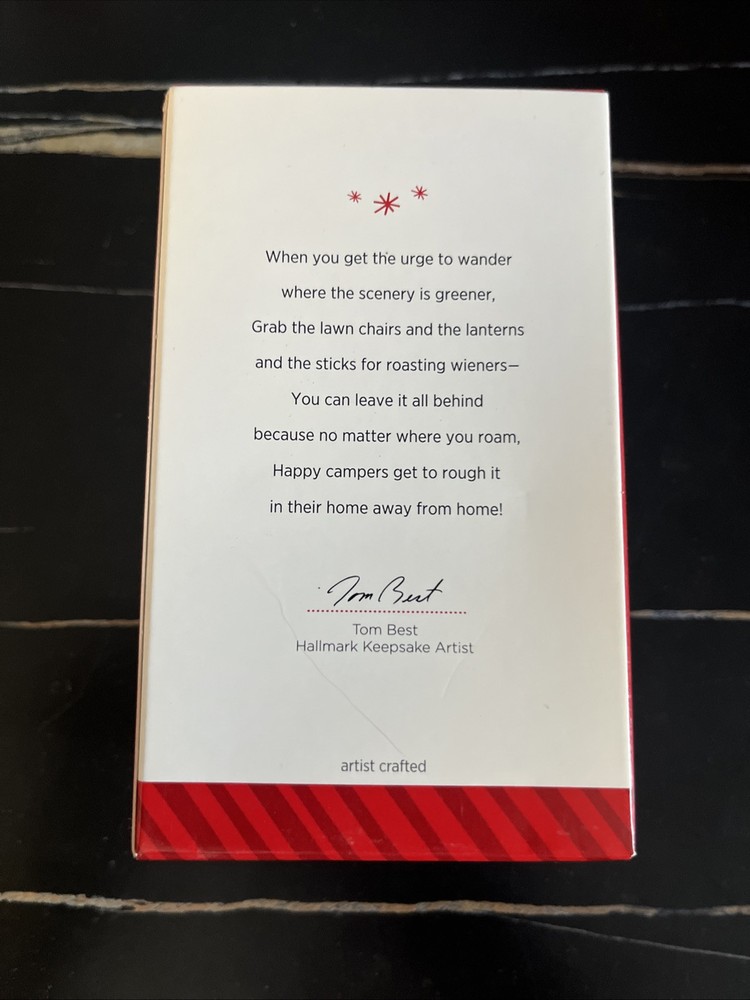 When you get the urge to wander
where the scenery is greener,
Grab the lawn chairs and the lanterns
and the sticks for roasting wieners—
You can leave it all behind
because no matter where you roam,
Happy campers get to rough it
in their home away from home!
Tom Best
Tom Best
Hallmark Keepsake Artist
artist crafted